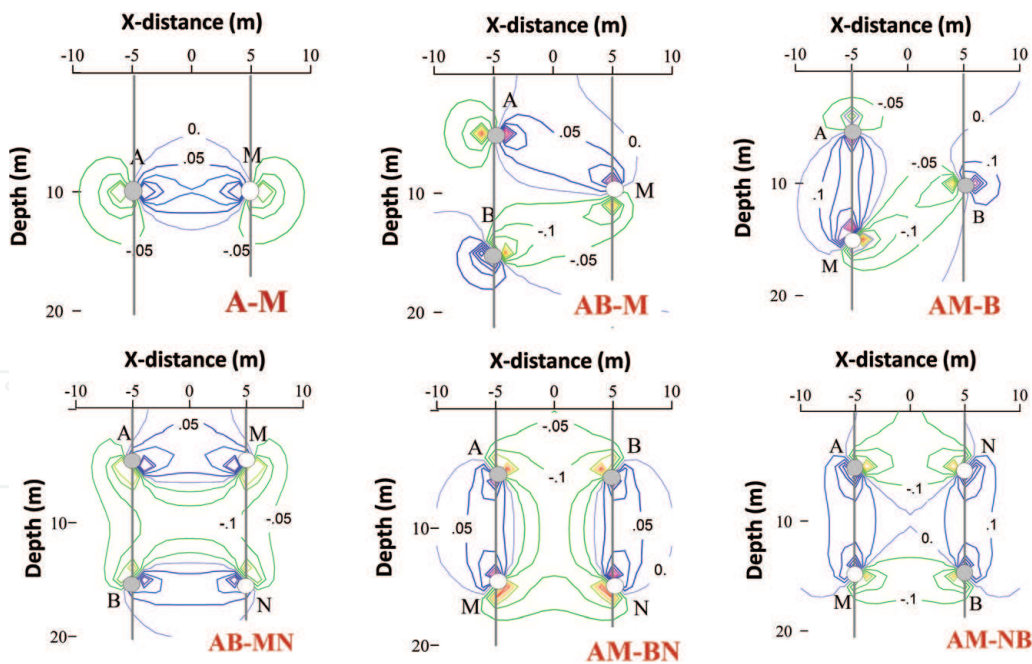 X-distance (m) X-distance (m) X-distance (m)
-10 -5 0 5 10 -10 -5 0 5 10 -10 -5 0 5 10
Depth (m) Depth (m) Depth (m)
A M 0. .05 -.05 -.05
A B M .05 0. -.1 -.05
A M B -.05 0. -.05 .1 .1 -.1
10 10 10
20 20 20
A-M AB-M AM-B
X-distance (m) X-distance (m) X-distance (m)
-10 -5 0 5 10 -10 -5 0 5 10 -10 -5 0 5 10
Depth (m) Depth (m) Depth (m)
A M B N .05 -.1 -.05
A B M N -.05 -.1 .05 .05 0.
A N M B -.1 0. .1 -.1
10 10 10
20 20 20
AB-MN AM-BN AM-NB